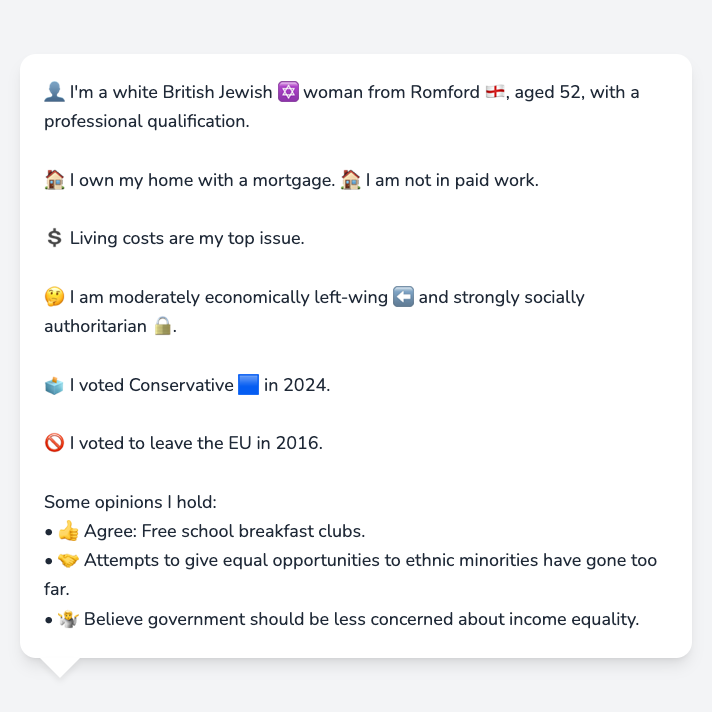 👤 I'm a white British Jewish ✡️ woman from Romford 🏴󠁧󠁢󠁥󠁮󠁧󠁿, aged 52, with a
professional qualification.
🏠 I own my home with a mortgage. 🏠 I am not in paid work.
💲 Living costs are my top issue.
🤔 I am moderately economically left-wing ⬅️ and strongly socially
authoritarian 🔒.
🗳️ I voted Conservative 🟦 in 2024.
🚫 I voted to leave the EU in 2016.
Some opinions I hold:
• 👍 Agree: Free school breakfast clubs.
• 🤝 Attempts to give equal opportunities to ethnic minorities have gone too
far.
• 🤷 Believe government should be less concerned about income equality.